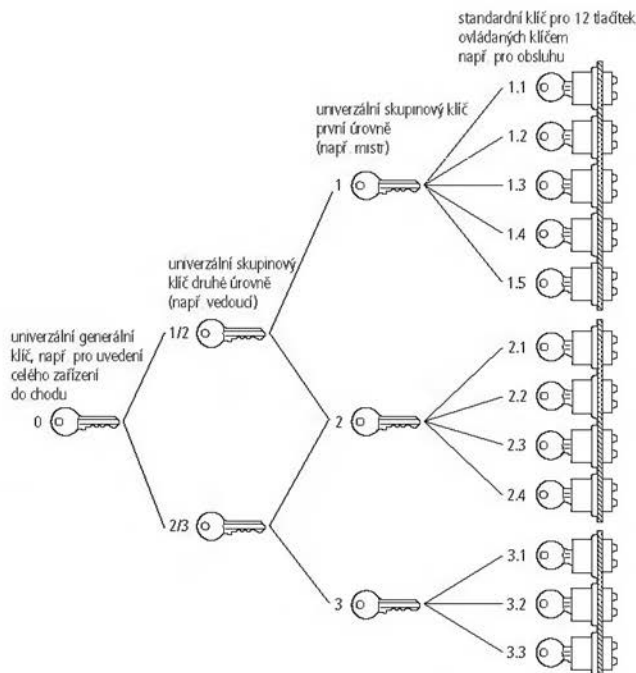 standardní klíč pro 12 tlačítek
ovládaných klíčem
např. pro obsluhu
1.1
univerzální skupinový klíč
první úrovně
(např. mistr)
1.2
1
1.3
1.4
univerzální skupinový
klíč druhé úrovně
(např. vedoucí)
1.5
1/2
univerzální generální
klíč, např. pro uvedení
celého zařízení
do chodu
2.1
2.2
0
2
2.3
2.4
2/3
3.1
3
3.2
3.3